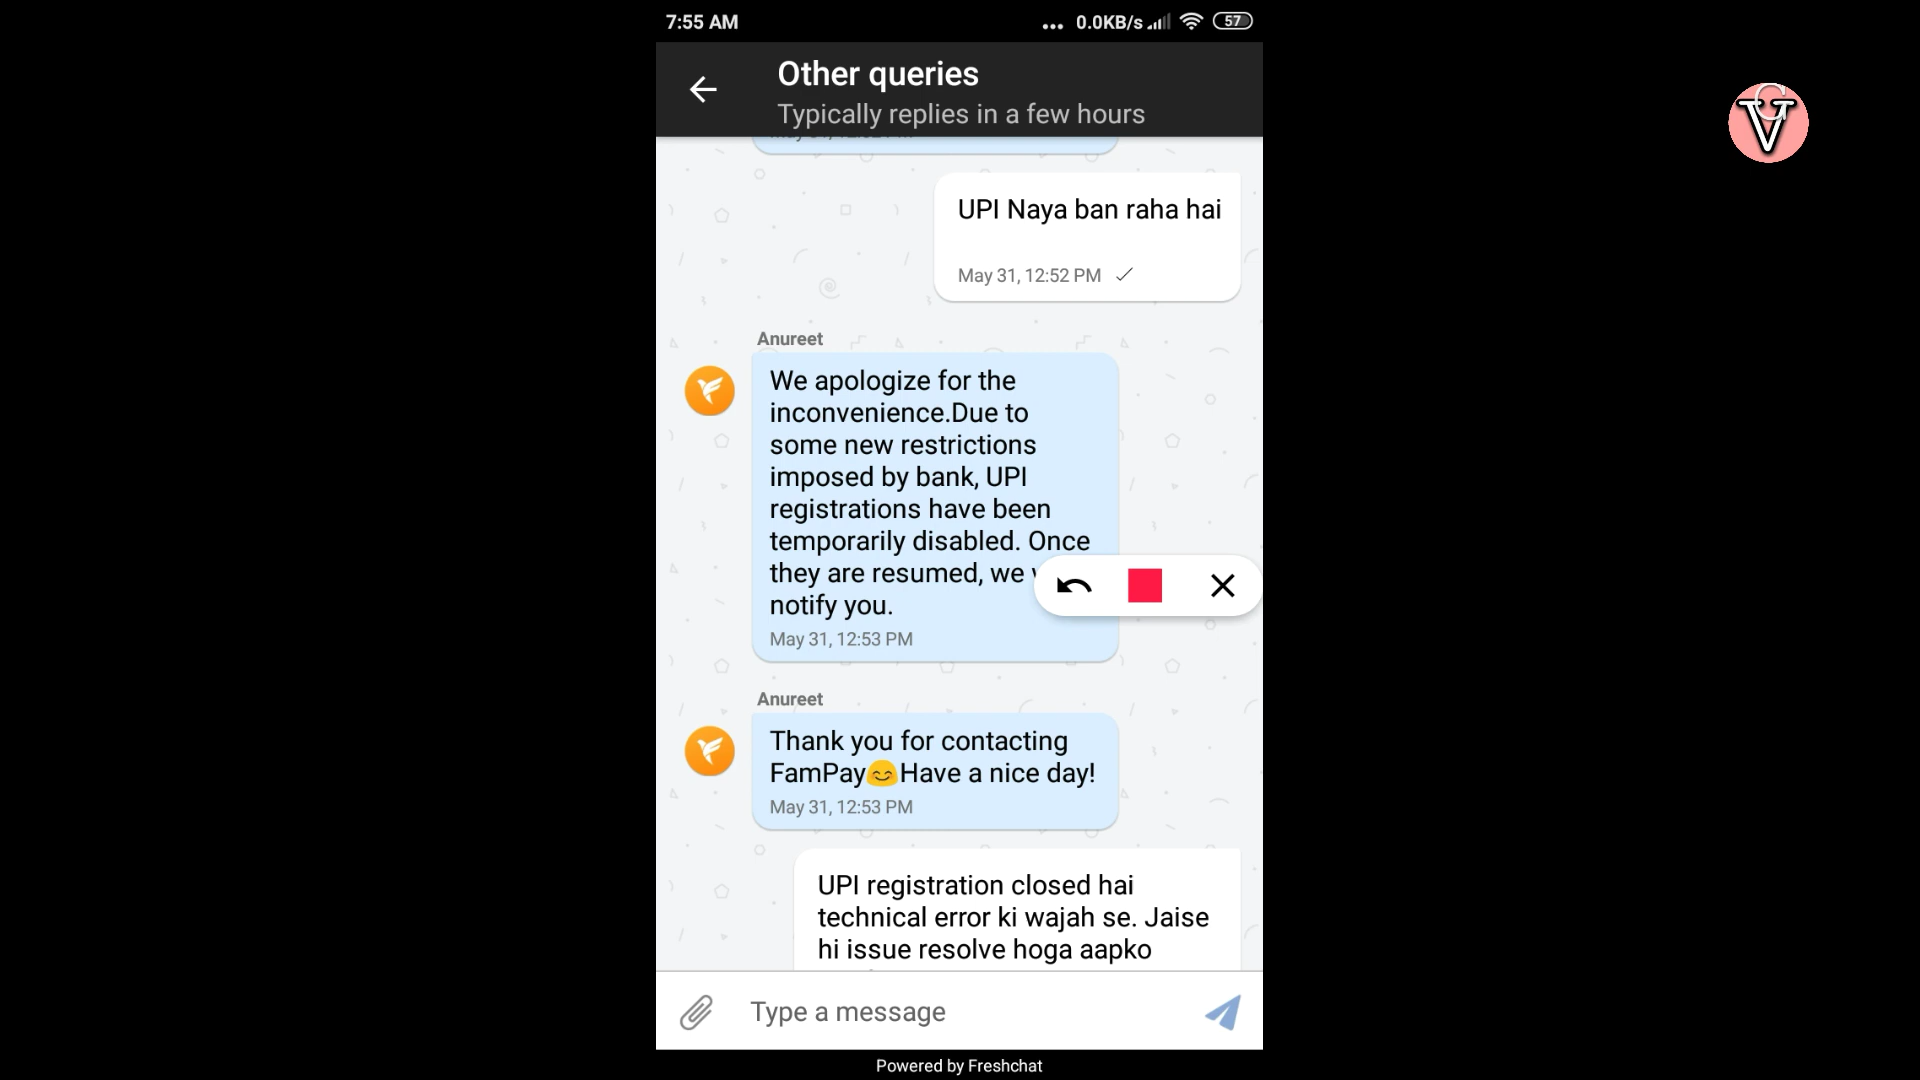 7:55 AM
... 0.0KB/s 57
Other queries
Typically replies in a few hours
UPI Naya ban raha hai
May 31, 12:52 PM
Anureet
We apologize for the
inconvenience.Due to
some new restrictions
imposed by bank, UPI
registrations have been
temporarily disabled. Once
they are resumed, we
notify you.
May 31, 12:53 PM
Anureet
Thank you for contacting
FamPay😊Have a nice day!
May 31, 12:53 PM
UPI registration closed hai
technical error ki wajah se. Jaise
hi issue resolve hoga aapko
Type a message
Powered by Freshchat